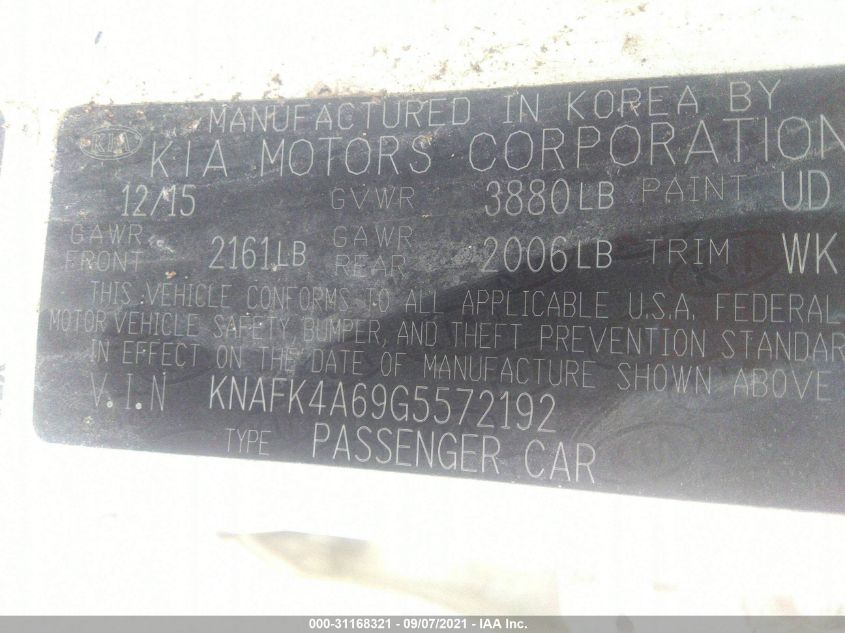 MANUFACTURED IN KOREA BY
KIA MOTORS CORPORATION
12/15 GVWR 3880LB PAINT UD
GAWR FRONT 2161LB GAWR REAR 2006LB TRIM WK
THIS VEHICLE CONFORMS TO ALL APPLICABLE U.S.A. FEDERAL
MOTOR VEHICLE SAFETY BUMPER, AND THEFT PREVENTION STANDAR
IN EFFECT ON THE DATE OF MANUFACTURE SHOWN ABOVE
V.I.N KNAFK4A69G5572192
TYPE PASSENGER CAR
000-31168321 - 09/07/2021 - IAA Inc.